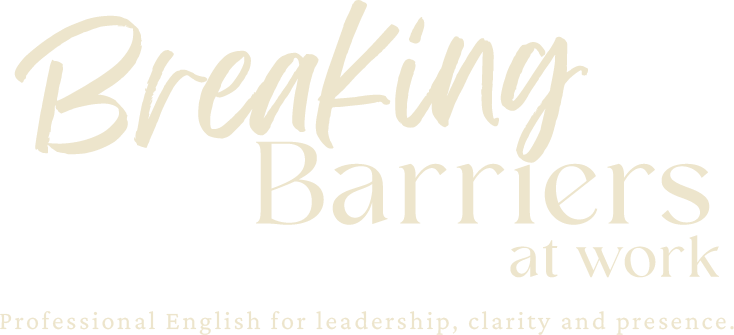 Breaking
Barriers
at work
Professional English for leadership, clarity and presence.